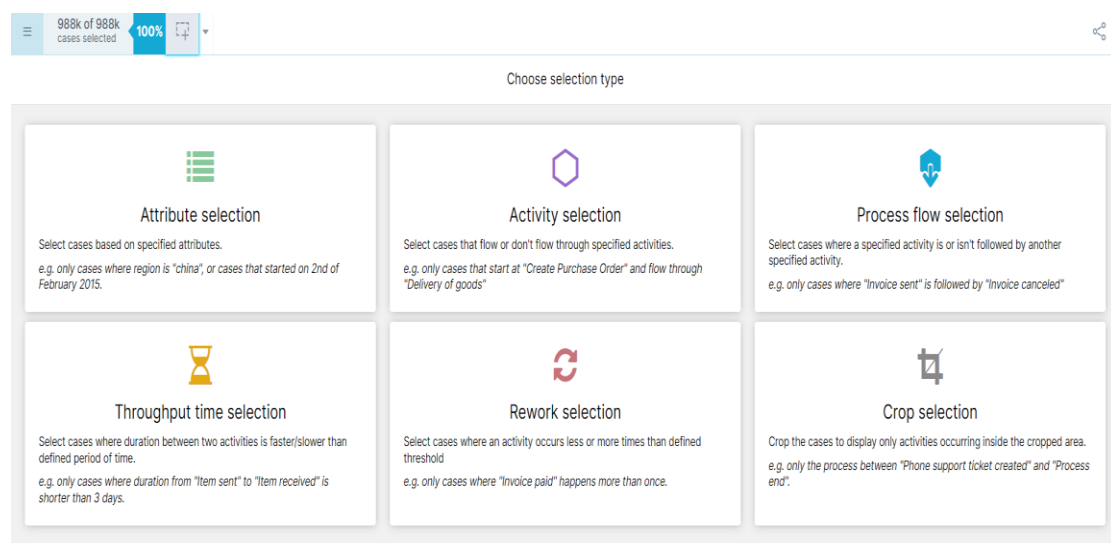 988k of 988k
cases selected
100%
Choose selection type
Attribute selection
Select cases based on specified attributes.
e.g. only cases where region is "china", or cases that started on 2nd of
February 2015.
Activity selection
Select cases that flow or don't flow through specified activities.
e.g. only cases that start at "Create Purchase Order" and flow through
"Delivery of goods"
Process flow selection
Select cases where a specified activity is or isn't followed by another
specified activity.
e.g. only cases where "Invoice sent" is followed by "Invoice canceled"
Throughput time selection
Select cases where duration between two activities is faster/slower than
defined period of time.
e.g. only cases where duration from "Item sent" to "Item received" is
shorter than 3 days.
Rework selection
Select cases where an activity occurs less or more times than defined
threshold
e.g. only cases where "Invoice paid" happens more than once.
Crop selection
Crop the cases to display only activities occurring inside the cropped area.
e.g. only the process between "Phone support ticket created" and "Process
end".